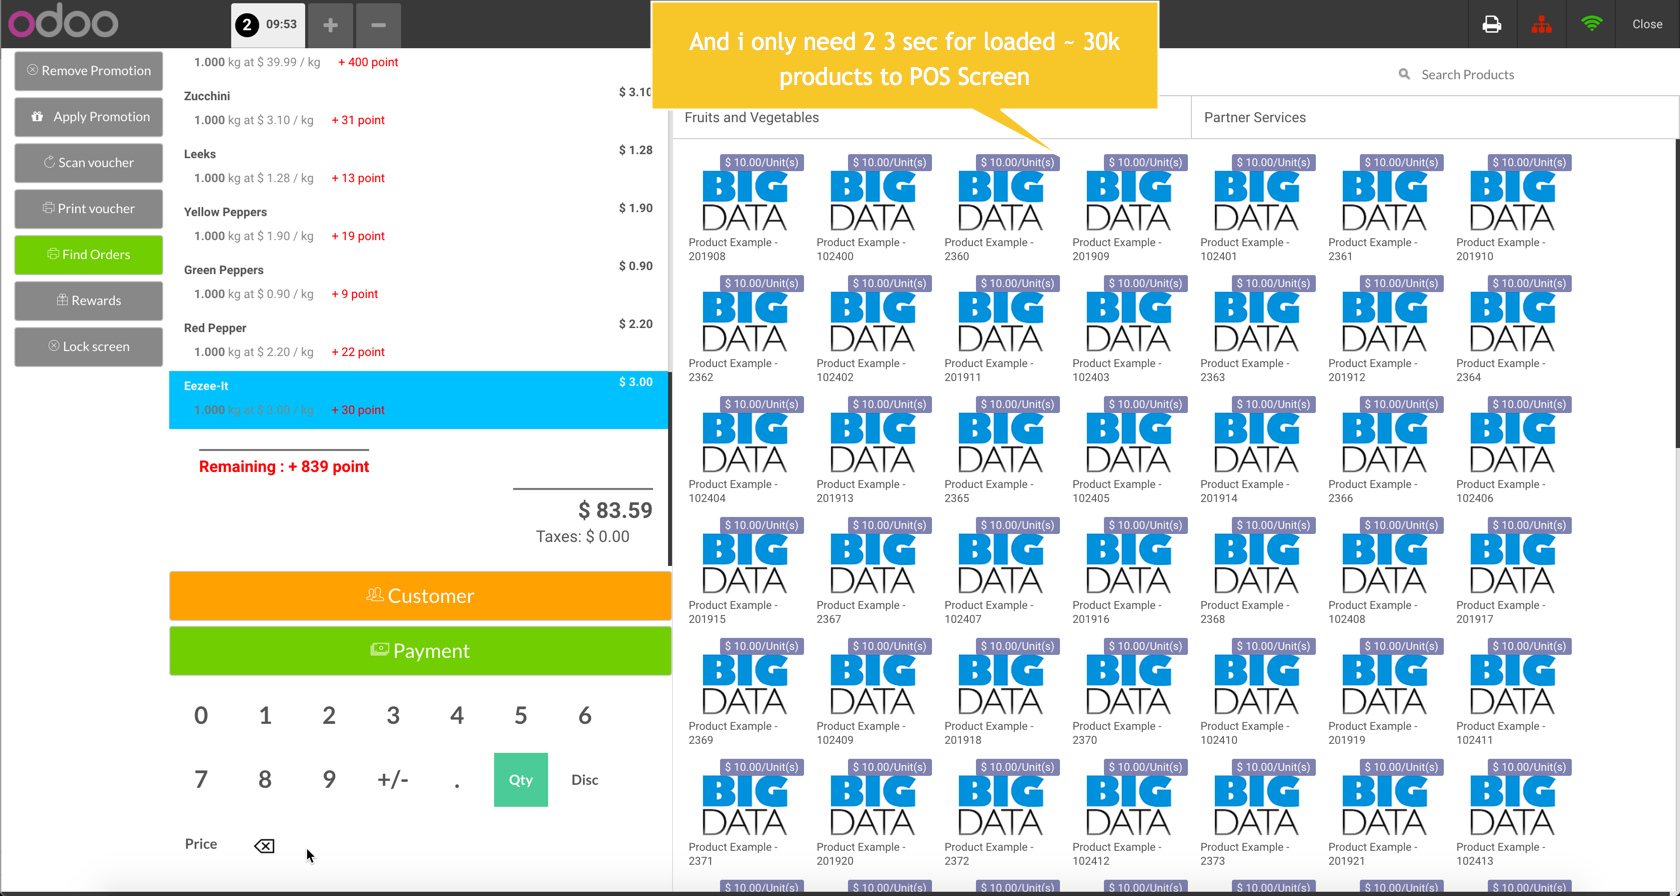 odoo
2 09:53
+
−
And i only need 2 3 sec for loaded ~ 30k
products to POS Screen
Close
Remove Promotion
Apply Promotion
Scan voucher
Print voucher
Find Orders
Rewards
Lock screen
1.000 kg at $ 39.99 / kg + 400 point
Zucchini $ 3.10
1.000 kg at $ 3.10 / kg + 31 point
Leeks $ 1.28
1.000 kg at $ 1.28 / kg + 13 point
Yellow Peppers $ 1.90
1.000 kg at $ 1.90 / kg + 19 point
Green Peppers $ 0.90
1.000 kg at $ 0.90 / kg + 9 point
Red Pepper $ 2.20
1.000 kg at $ 2.20 / kg + 22 point
Eezee-It $ 3.00
1.000 kg at $ 3.00 / kg + 30 point
Remaining : + 839 point
$ 83.59
Taxes: $ 0.00
Customer
Payment
0 1 2 3 4 5 6
7 8 9 +/- . Qty Disc
Price
Search Products
Fruits and Vegetables Partner Services
$ 10.00/Unit(s) $ 10.00/Unit(s) $ 10.00/Unit(s) $ 10.00/Unit(s) $ 10.00/Unit(s) $ 10.00/Unit(s) $ 10.00/Unit(s)
BIG BIG BIG BIG BIG BIG BIG
DATA DATA DATA DATA DATA DATA DATA
Product Example - Product Example - Product Example - Product Example - Product Example - Product Example - Product Example -
201908 102400 2360 201909 102401 2361 201910
$ 10.00/Unit(s) $ 10.00/Unit(s) $ 10.00/Unit(s) $ 10.00/Unit(s) $ 10.00/Unit(s) $ 10.00/Unit(s) $ 10.00/Unit(s)
BIG BIG BIG BIG BIG BIG BIG
DATA DATA DATA DATA DATA DATA DATA
Product Example - Product Example - Product Example - Product Example - Product Example - Product Example - Product Example -
2362 102402 201911 102403 2363 201912 2364
$ 10.00/Unit(s) $ 10.00/Unit(s) $ 10.00/Unit(s) $ 10.00/Unit(s) $ 10.00/Unit(s) $ 10.00/Unit(s) $ 10.00/Unit(s)
BIG BIG BIG BIG BIG BIG BIG
DATA DATA DATA DATA DATA DATA DATA
Product Example - Product Example - Product Example - Product Example - Product Example - Product Example - Product Example -
102404 201913 2365 102405 201914 2366 102406
$ 10.00/Unit(s) $ 10.00/Unit(s) $ 10.00/Unit(s) $ 10.00/Unit(s) $ 10.00/Unit(s) $ 10.00/Unit(s) $ 10.00/Unit(s)
BIG BIG BIG BIG BIG BIG BIG
DATA DATA DATA DATA DATA DATA DATA
Product Example - Product Example - Product Example - Product Example - Product Example - Product Example - Product Example -
201915 2367 102407 201916 2368 102408 201917
$ 10.00/Unit(s) $ 10.00/Unit(s) $ 10.00/Unit(s) $ 10.00/Unit(s) $ 10.00/Unit(s) $ 10.00/Unit(s) $ 10.00/Unit(s)
BIG BIG BIG BIG BIG BIG BIG
DATA DATA DATA DATA DATA DATA DATA
Product Example - Product Example - Product Example - Product Example - Product Example - Product Example - Product Example -
2369 102409 201918 2370 102410 201919 102411
$ 10.00/Unit(s) $ 10.00/Unit(s) $ 10.00/Unit(s) $ 10.00/Unit(s) $ 10.00/Unit(s) $ 10.00/Unit(s) $ 10.00/Unit(s)
BIG BIG BIG BIG BIG BIG BIG
DATA DATA DATA DATA DATA DATA DATA
Product Example - Product Example - Product Example - Product Example - Product Example - Product Example - Product Example -
2371 201920 2372 102412 2373 201921 102413
$ 10.00/Unit(s) $ 10.00/Unit(s) $ 10.00/Unit(s) $ 10.00/Unit(s) $ 10.00/Unit(s) $ 10.00/Unit(s) $ 10.00/Unit(s)